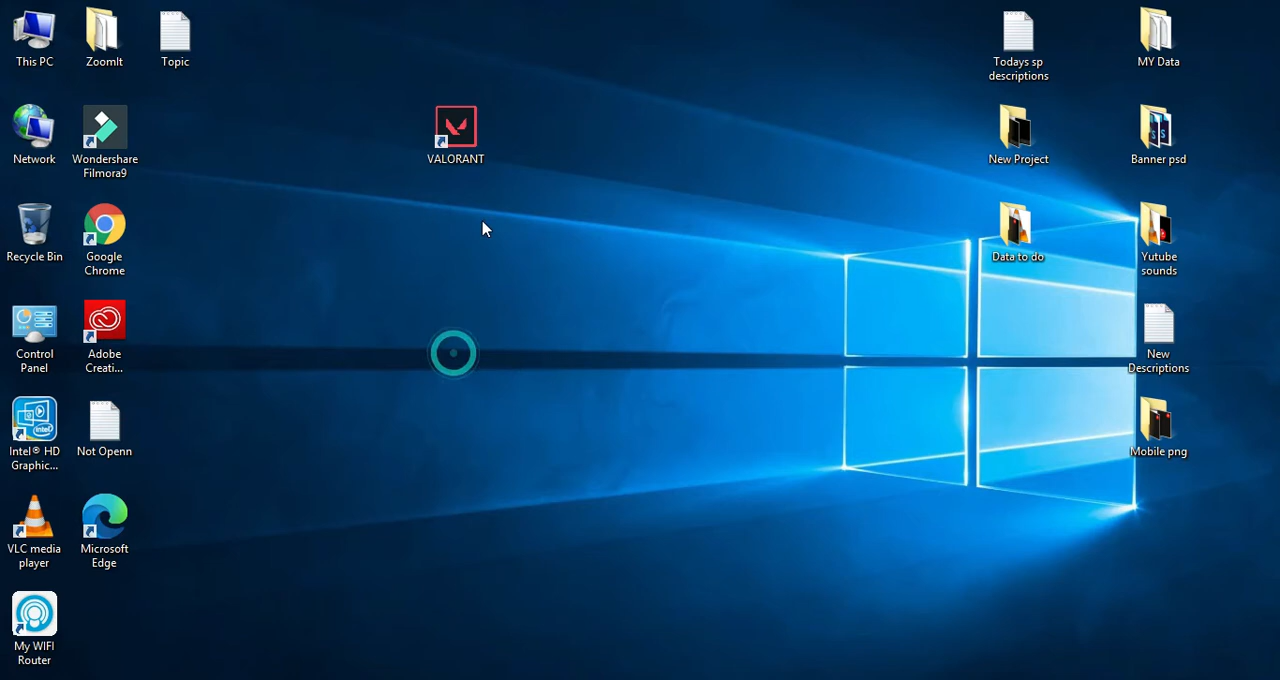 This PC
ZoomIt
Topic
Todays sp
descriptions
MY Data
Network
Wondershare
Filmora9
VALORANT
New Project
Banner psd
Recycle Bin
Google
Chrome
Data to do
Yutube
sounds
Control
Panel
Adobe
Creati...
New
Descriptions
intel
Intel® HD
Graphic...
Not Openn
Mobile png
VLC media
player
Microsoft
Edge
My WIFI
Router